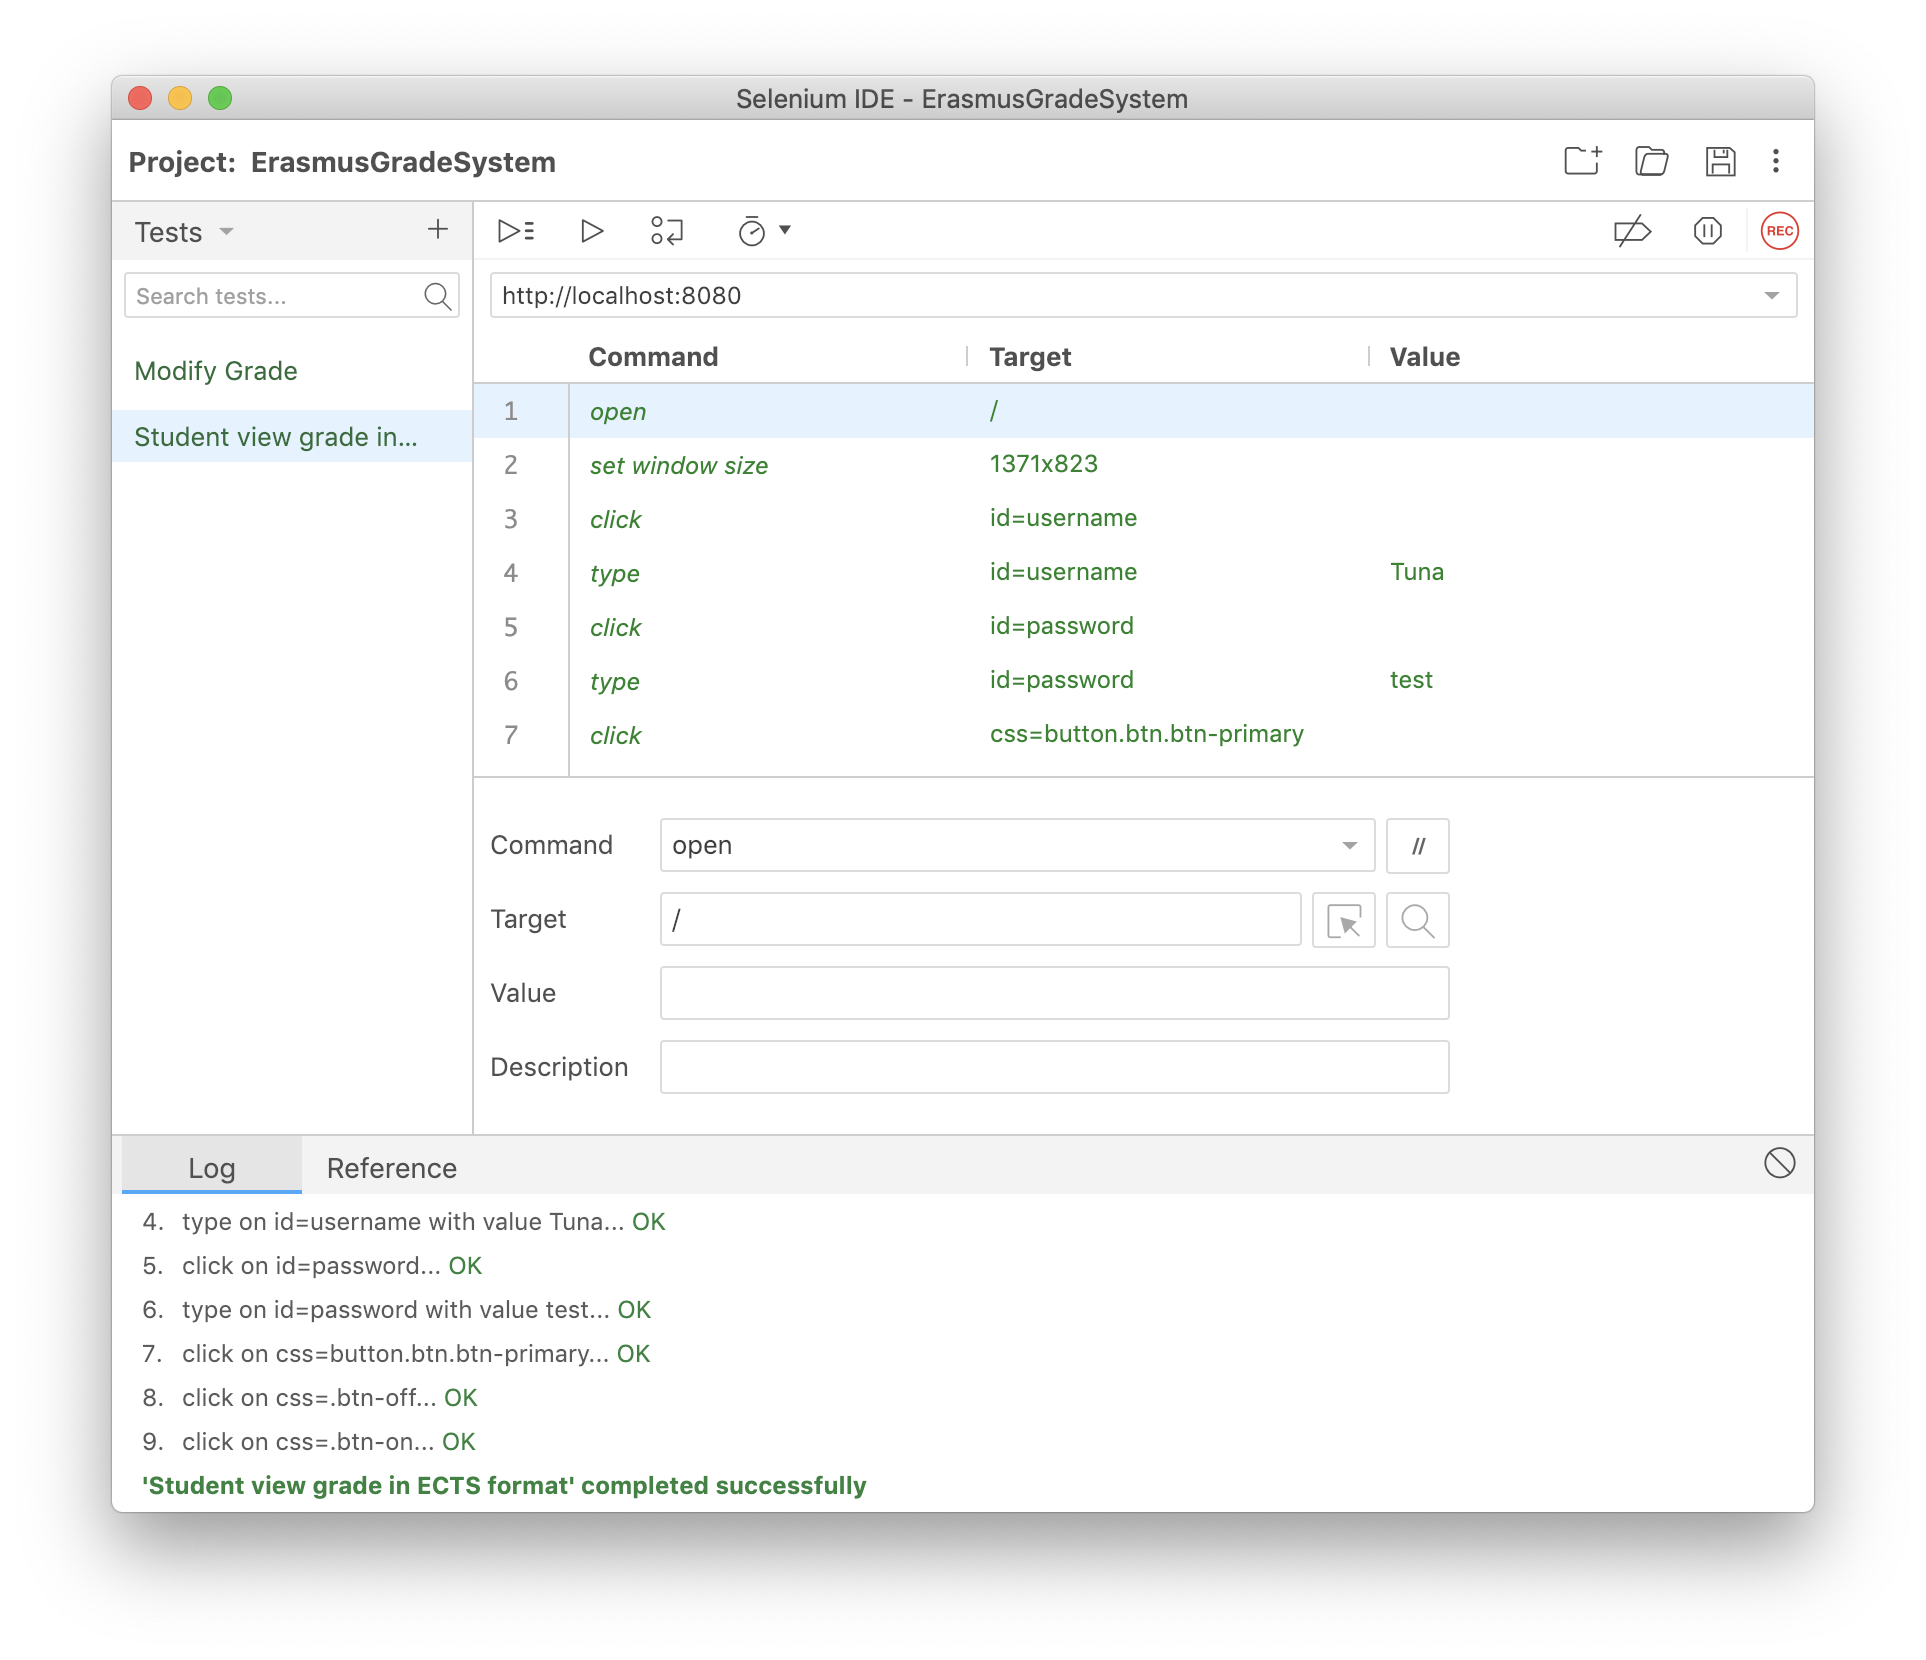 Selenium IDE - ErasmusGradeSystem
Project: ErasmusGradeSystem
Tests
REC
Search tests...
http://localhost:8080
Modify Grade
Student view grade in...
Command Target Value
1 open /
2 set window size 1371x823
3 click id=username
4 type id=username Tuna
5 click id=password
6 type id=password test
7 click css=button.btn.btn-primary
Command open //
Target /
Value
Description
Log Reference
4. type on id=username with value Tuna... OK
5. click on id=password... OK
6. type on id=password with value test... OK
7. click on css=button.btn.btn-primary... OK
8. click on css=.btn-off... OK
9. click on css=.btn-on... OK
'Student view grade in ECTS format' completed successfully